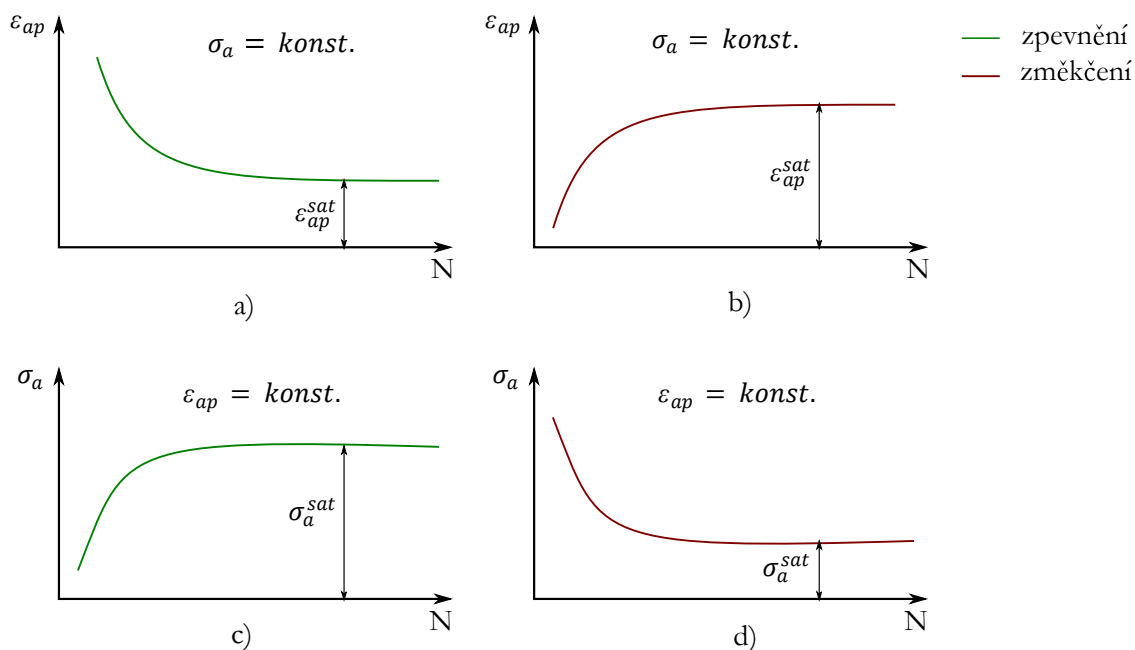 ε_ap
σ_a = konst.
ε_ap^sat
N
a)
ε_ap
σ_a = konst.
ε_ap^sat
N
b)
zpevnění
změkčení
σ_a
ε_ap = konst.
σ_a^sat
N
c)
σ_a
ε_ap = konst.
σ_a^sat
N
d)